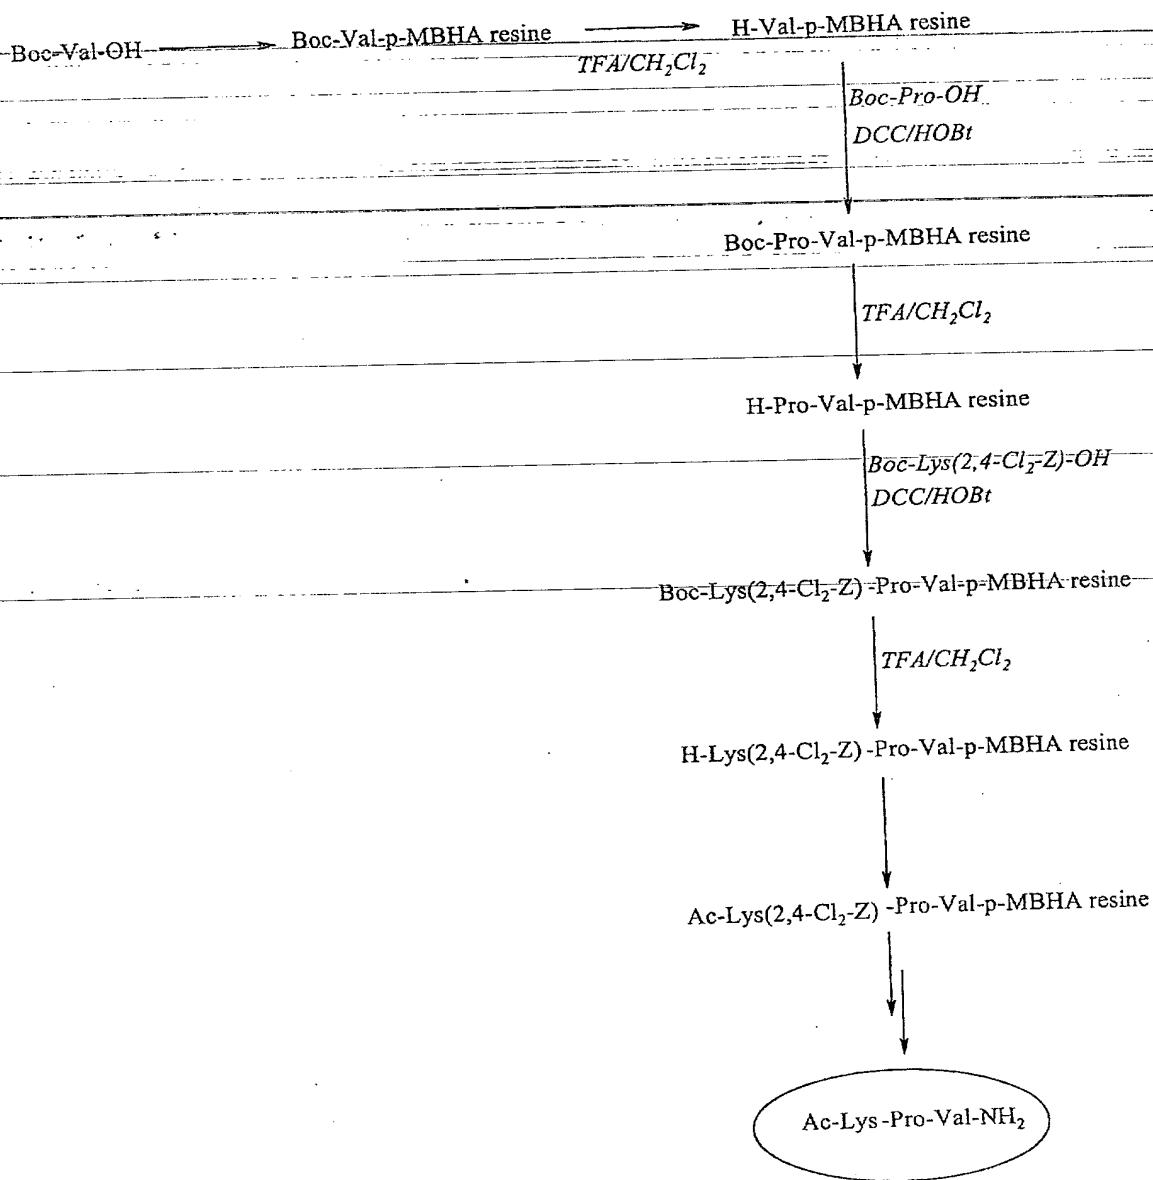 Boc-Val-OH
Boc-Val-p-MBHA resine
H-Val-p-MBHA resine
TFA/CH₂Cl₂
Boc-Pro-OH
DCC/HOBt
Boc-Pro-Val-p-MBHA resine
TFA/CH₂Cl₂
H-Pro-Val-p-MBHA resine
Boc-Lys(2,4-Cl₂-Z)-OH
DCC/HOBt
Boc-Lys(2,4-Cl₂-Z) -Pro-Val-p-MBHA resine
TFA/CH₂Cl₂
H-Lys(2,4-Cl₂-Z) -Pro-Val-p-MBHA resine
Ac-Lys(2,4-Cl₂-Z) -Pro-Val-p-MBHA resine
Ac-Lys -Pro-Val-NH₂